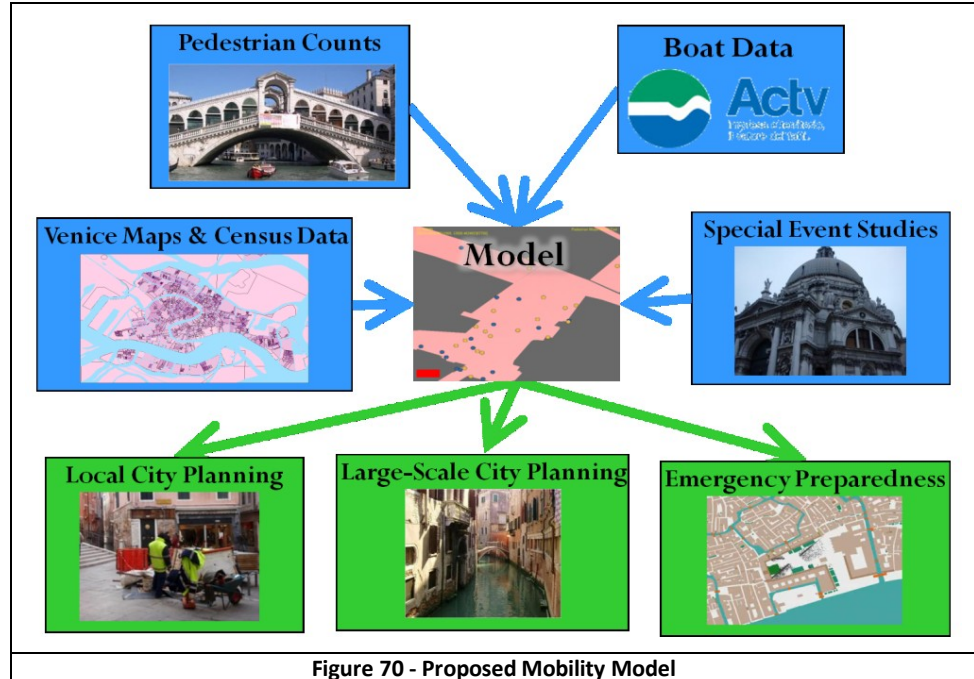 Pedestrian Counts
Boat Data
Actv
Venice Maps & Census Data
Model
Special Event Studies
Local City Planning
Large-Scale City Planning
Emergency Preparedness
Figure 70 - Proposed Mobility Model